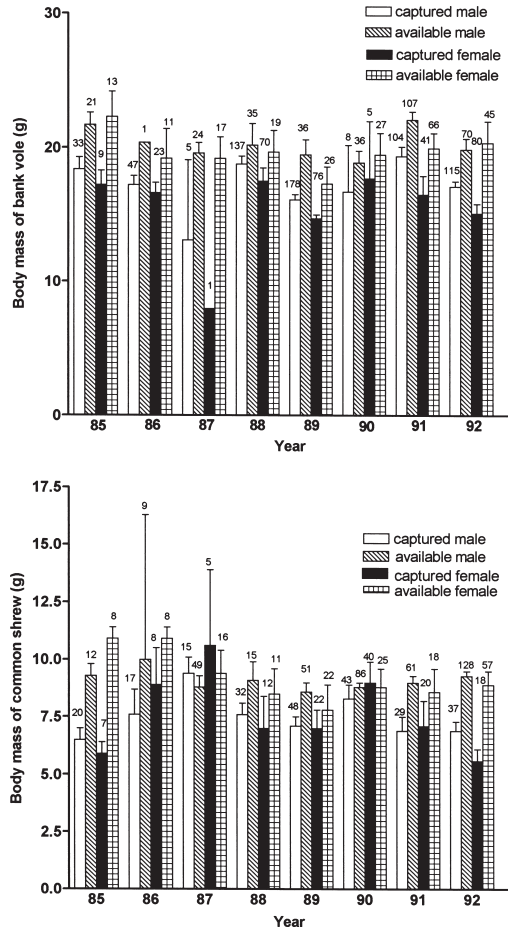 captured male
available male
captured female
available female
Body mass of bank vole (g)
30
20
10
0
33 21 9 13
47 1 23 11
5 24 1 17
137 35 70 19
178 36 76 26
8 36 5 27
104 107 41 66
115 70 80 45
85 86 87 88 89 90 91 92
Year
captured male
available male
captured female
available female
Body mass of common shrew (g)
17.5
15.0
12.5
10.0
7.5
5.0
2.5
0.0
20 12 7 8
17 9 8 8
15 49 5 16
32 15 12 11
48 51 22 22
43 86 40 25
29 61 20 18
37 128 18 57
85 86 87 88 89 90 91 92
Year